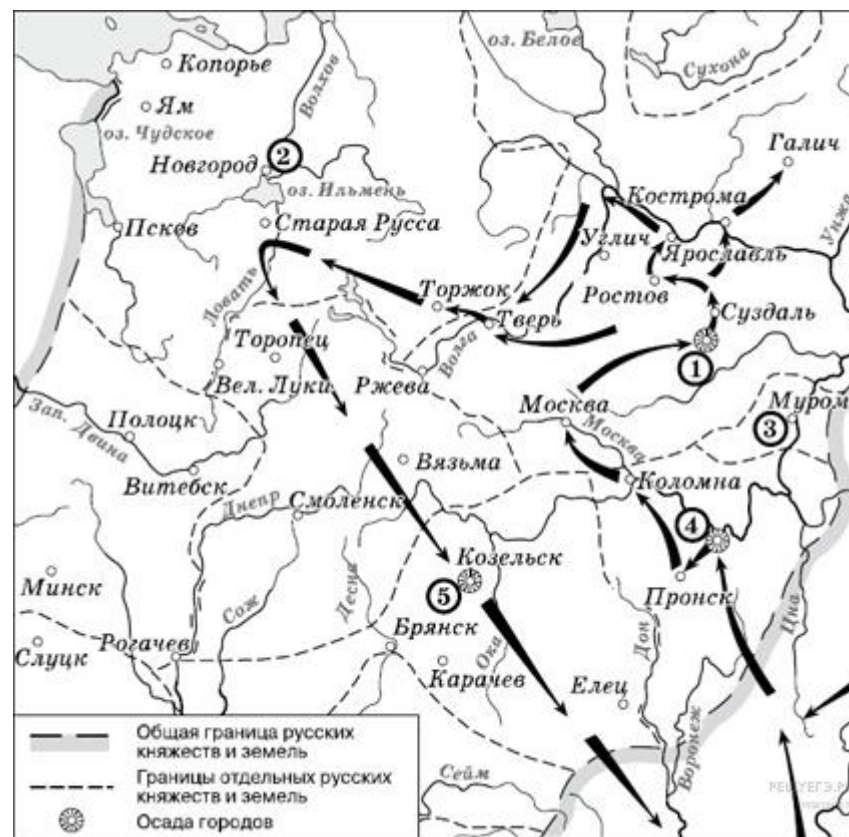 оз. Белое
Сухона
Копорье
Волхов
Ям
оз. Чудское
Галич
Новгород
2
оз. Ильмень
Кострома
Унжа
Старая Русса
Псков
Углич
Ярославль
Ловать
Торжок
Ростов
Суздаль
Тверь
Торопец
Волга
1
Вел. Луки
Ржева
Москва
Муром
Зап. Двина
Полоцк
Москва
3
Вязьма
Витебск
Коломна
Днепр
Смоленск
4
Козельск
Минск
Десна
5
Пронск
Сож
Цна
Брянск
Дон
Слуцк
Рогачев
Ока
Карачев
Елец
Воронеж
Сейм
Общая граница русских
княжеств и земель
Границы отдельных русских
княжеств и земель
Осада городов